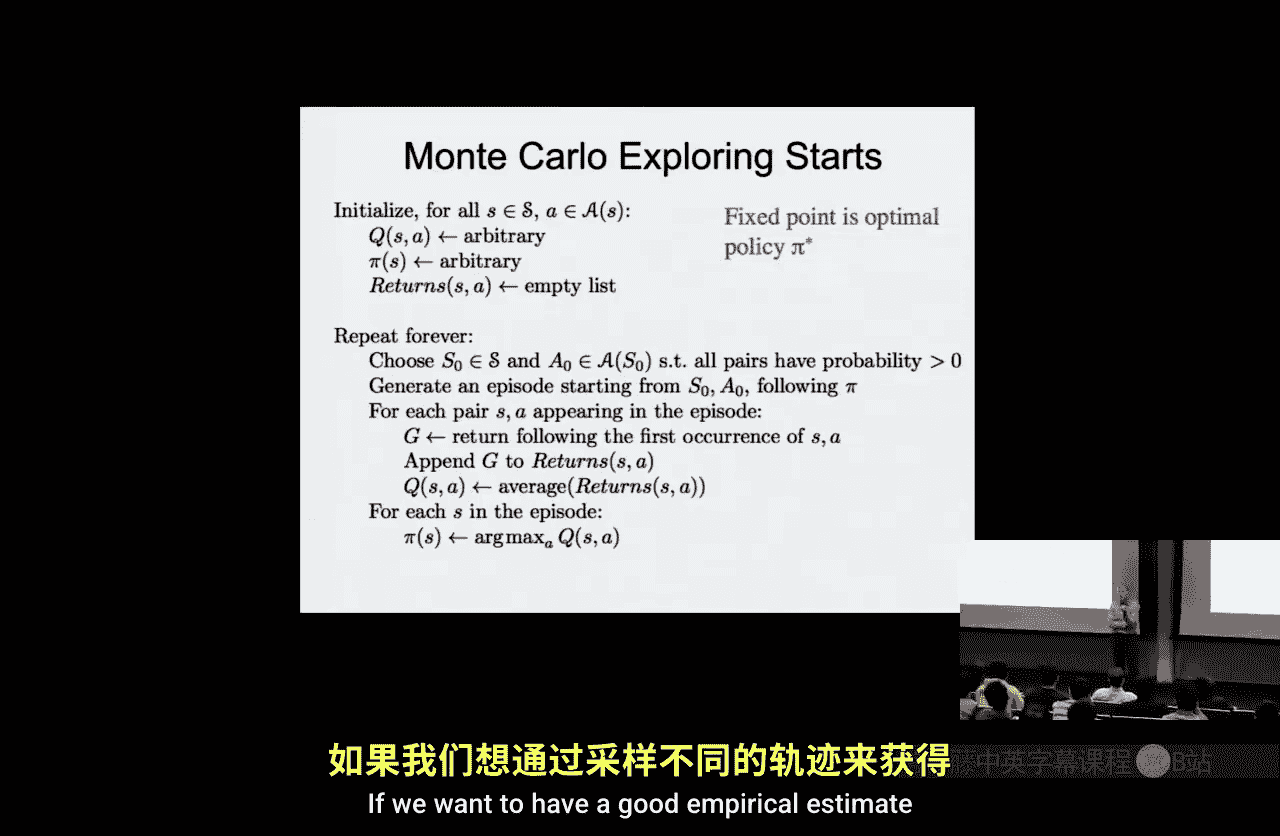 Monte Carlo Exploring Starts
Initialize, for all s ∈ 𝒮, a ∈ 𝒜(s):
Q(s, a) ← arbitrary
π(s) ← arbitrary
Returns(s, a) ← empty list
Fixed point is optimal
policy π*
Repeat forever:
Choose S₀ ∈ 𝒮 and A₀ ∈ 𝒜(S₀) s.t. all pairs have probability > 0
Generate an episode starting from S₀, A₀, following π
For each pair s, a appearing in the episode:
G ← return following the first occurrence of s, a
Append G to Returns(s, a)
Q(s, a) ← average(Returns(s, a))
For each s in the episode:
π(s) ← argmaxₐ Q(s, a)
如果我们想通过采样不同的轨迹来获得
中英字幕课程 B站
If we want to have a good empirical estimate